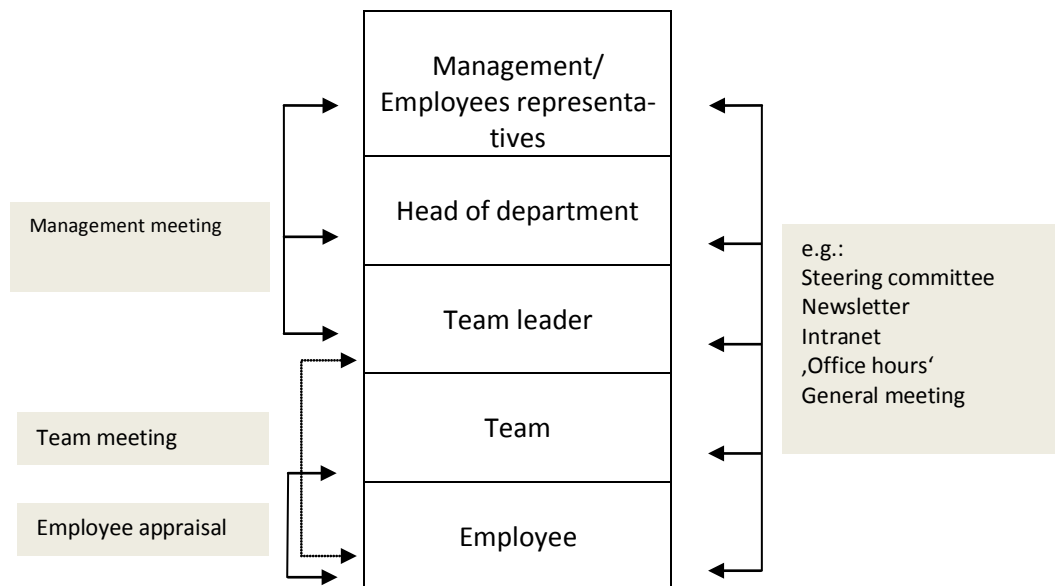 Management/
Employees representa-
tives
Head of department
Team leader
Team
Employee
Management meeting
Team meeting
Employee appraisal
e.g.:
Steering committee
Newsletter
Intranet
‚Office hours‘
General meeting